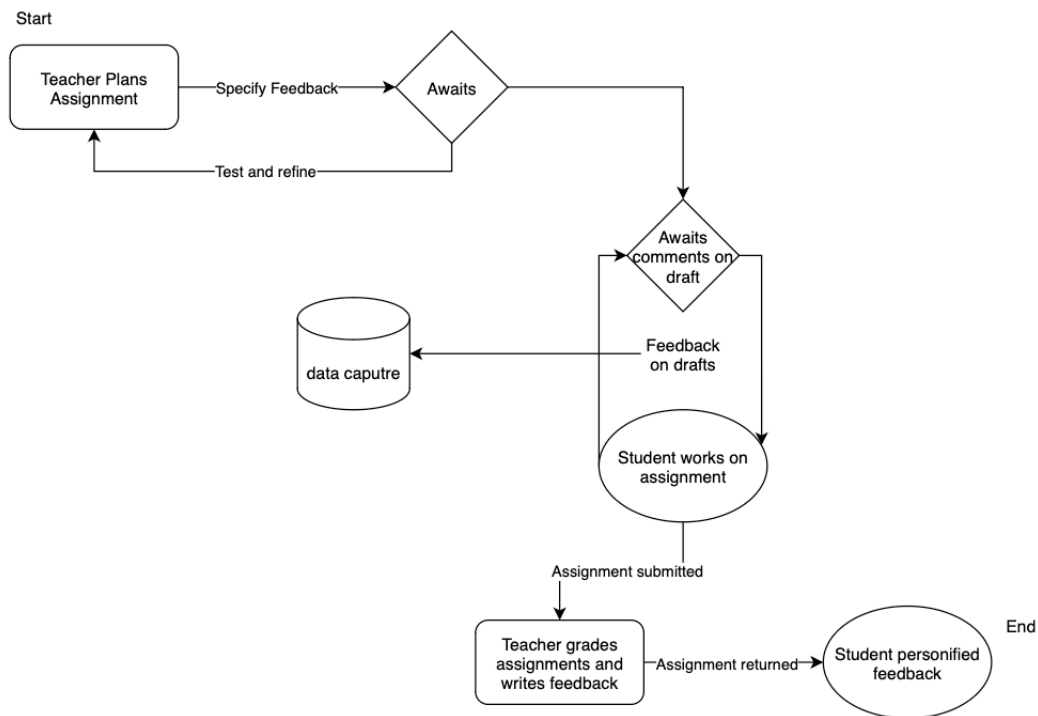 Start
Teacher Plans
Assignment
Specify Feedback
Awaits
Test and refine
Awaits
comments on
draft
Feedback
on drafts
data caputre
Student works on
assignment
Assignment submitted
Teacher grades
assignments and
writes feedback
Assignment returned
Student personified
feedback
End